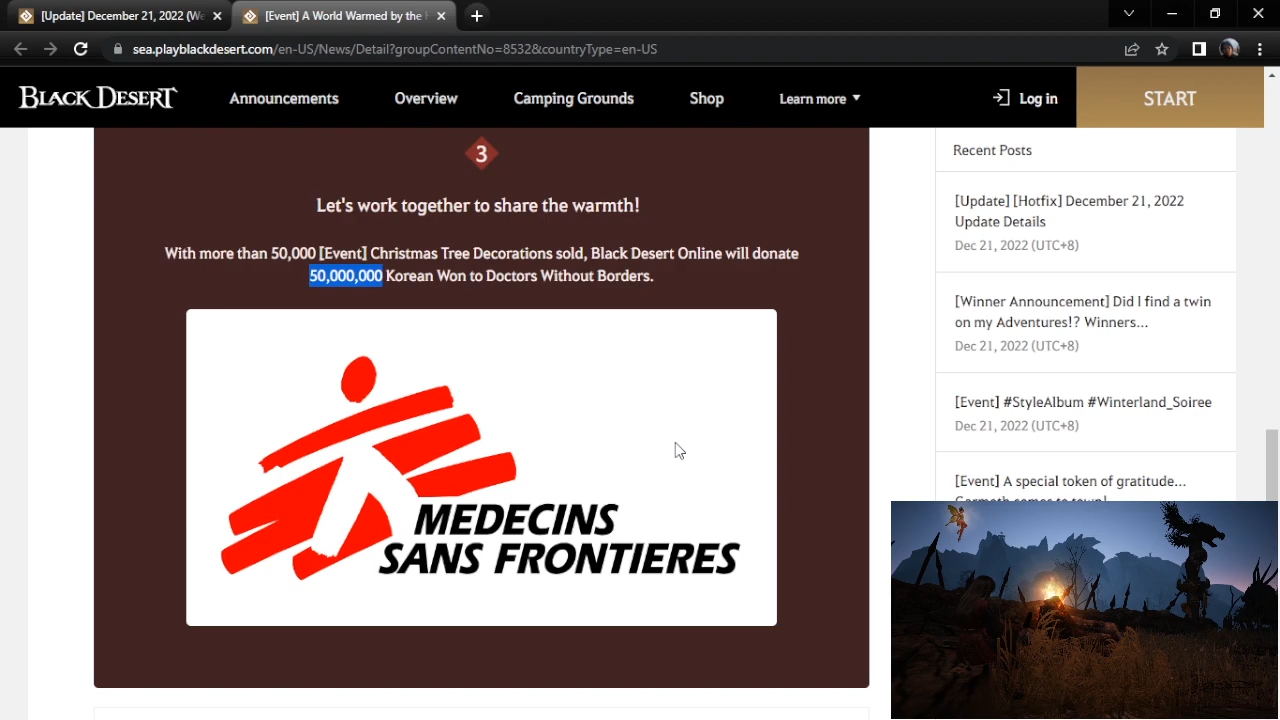 [Update] December 21, 2022 (We
[Event] A World Warmed by the H
sea.playblackdesert.com/en-US/News/Detail?groupContentNo=8532&countryType=en-US
BLACK DESERT
Announcements
Overview
Camping Grounds
Shop
Learn more
Log in
START
3
Let's work together to share the warmth!
With more than 50,000 [Event] Christmas Tree Decorations sold, Black Desert Online will donate
50,000,000 Korean Won to Doctors Without Borders.
MEDECINS
SANS FRONTIERES
Recent Posts
[Update] [Hotfix] December 21, 2022
Update Details
Dec 21, 2022 (UTC+8)
[Winner Announcement] Did I find a twin
on my Adventures!? Winners...
Dec 21, 2022 (UTC+8)
[Event] #StyleAlbum #Winterland_Soiree
Dec 21, 2022 (UTC+8)
[Event] A special token of gratitude...